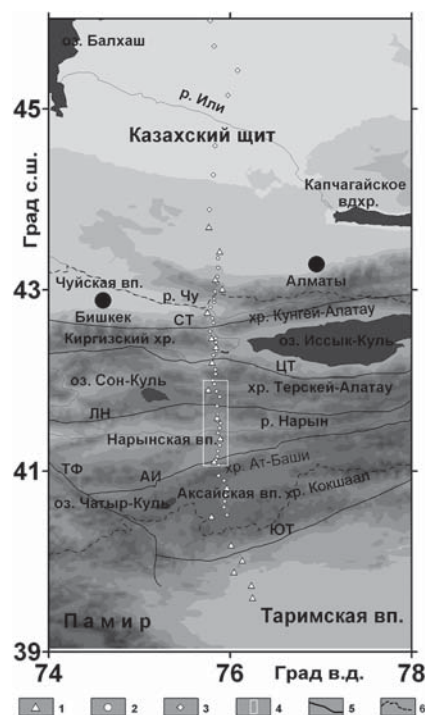 оз. Балхаш
45
р. Или
Казахский щит
Капчагайское
вдхр.
Град с.ш.
Чуйская вп.
р. Чу
Алматы
43
Бишкек
СТ
хр. Кунгей-Алатау
Киргизский хр.
оз. Иссык-Куль
ЦТ
оз. Сон-Куль
хр. Терскей-Алатау
ЛН
р. Нарын
Нарынская вп.
41
ТФ
АИ
хр. Ат-Баши
оз. Чатыр-Куль
Аксайская вп.
хр. Кокшаал
ЮТ
Памир
Таримская вп.
39
74
76
Град в.д.
78
1
2
3
4
5
6